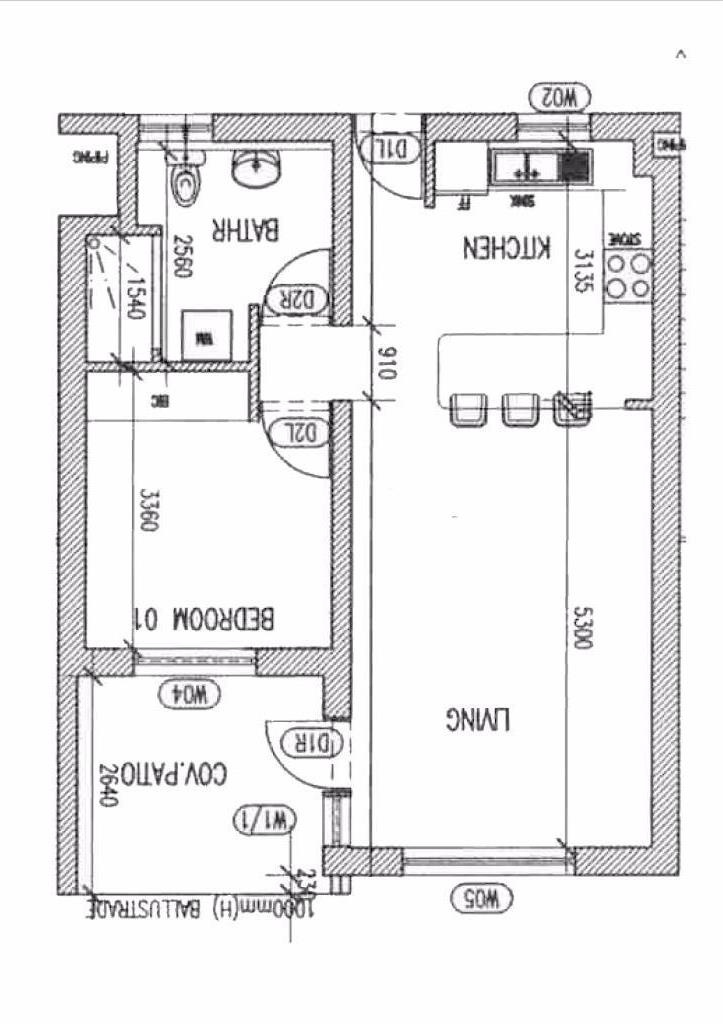 W02
PIPING
D1L
FF
SINK
BATHR
KITCHEN
STOVE
2560
3135
1540
D2R
WM
910
BIC
D2L
3360
BEDROOM 01
5300
W04
LIVING
D1R
COV.PATIO
2640
W1/1
W05
1000mm(H) BALLUSTRADE